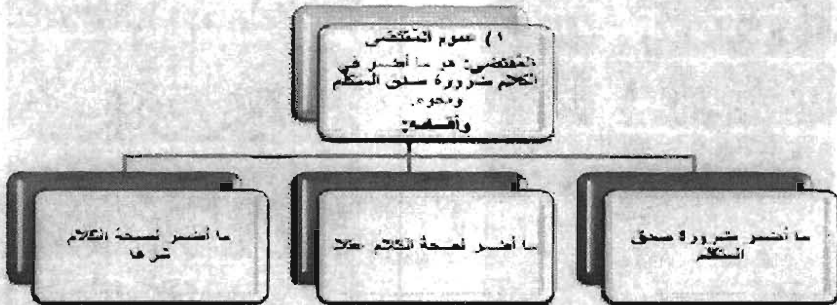 ١) عموم المقتضى
المقتضى: هو ما أضمر في
الكلام ضرورة صدق المتكلم
ونحوه.
وأقسامه:
ما أضمر ضرورة صدق
المتكلم
ما أضمر لصحة الكلام عقلا
ما أضمر لصحة الكلام
شرعا